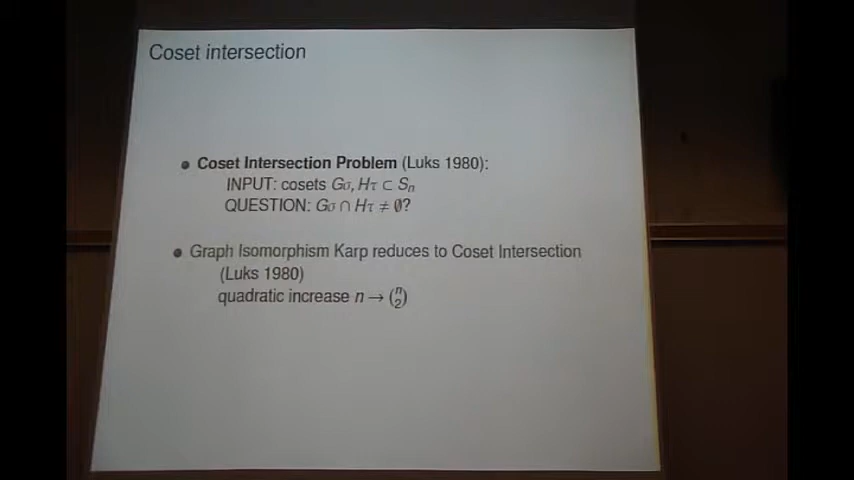 Coset intersection
• Coset Intersection Problem (Luks 1980):
INPUT: cosets Gσ, Hτ ⊂ Sₙ
QUESTION: Gσ ∩ Hτ ≠ ∅?
• Graph Isomorphism Karp reduces to Coset Intersection
(Luks 1980)
quadratic increase n → (n 2)